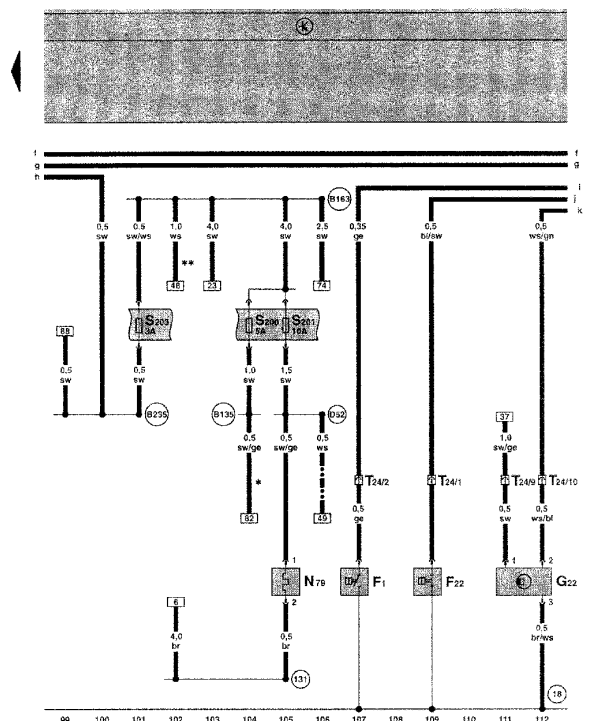 k
f f
g g
h i
j
k
B163
0,5 0,5 1,0 4,0 4,0 2,5 0,35 0,5 0,5
sw sw/ws ws sw sw sw ge bl/sw ws/gn
**
48 23 74
S203 S200 S201
3A 5A 10A
88
0,5 0,5 1,0 1,5
sw sw sw sw
B235 B135 D52
37
0,5 0,5 0,5 1,0
sw/ge sw/ge ws sw/ge
* T24/2 T24/1 T24/9 T24/10
0,5 0,5 0,5
ge sw ws/bl
82 49
1 1 2
N79 F1 F22 G22
2 3
6
4,0 0,5 0,5
br br br/ws
131 18
99 100 101 102 103 104 105 106 107 108 109 110 111 112